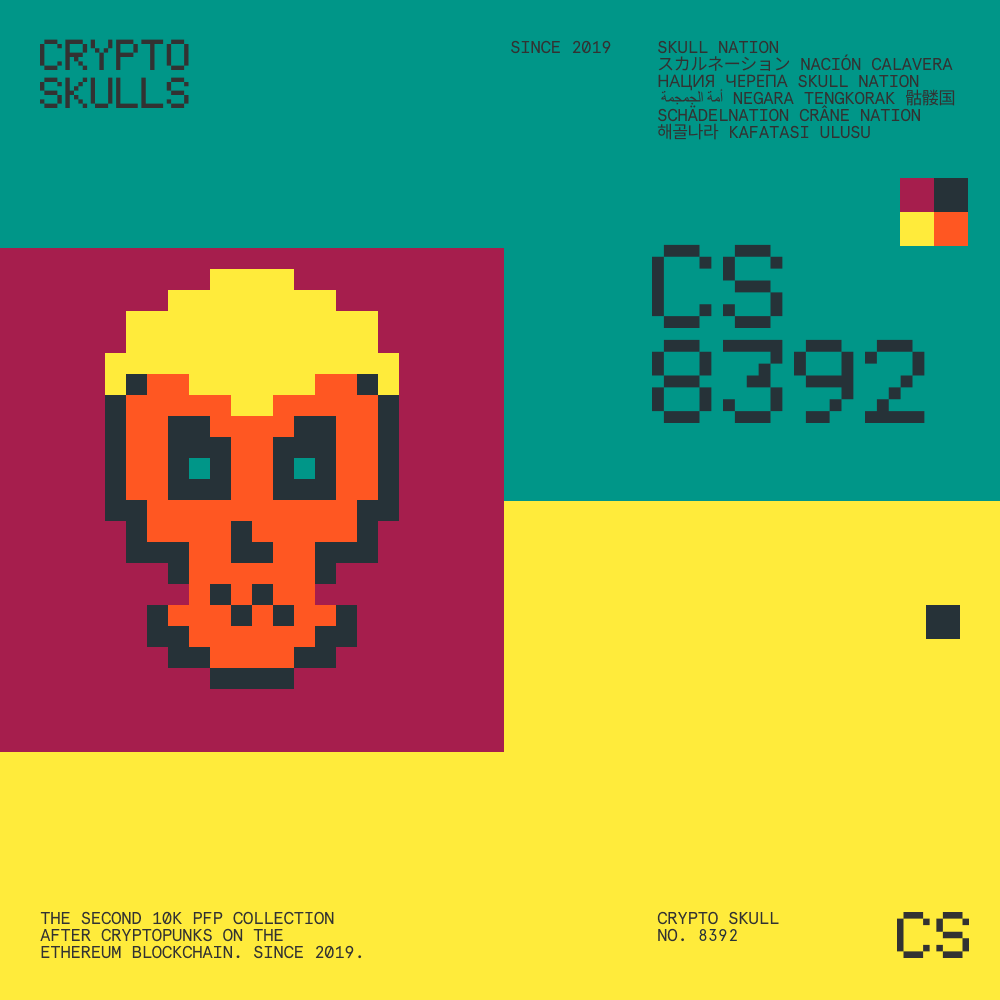 CRYPTO
SKULLS
SINCE 2019
SKULL NATION
スカルネーション NACIÓN CALAVERA
НАЦИЯ ЧЕРЕПА SKULL NATION
أمة الجمجمة NEGARA TENGKORAK 骷髅国
SCHÄDELNATION CRÂNE NATION
해골나라 KAFATASI ULUSU
CS
8392
THE SECOND 10K PFP COLLECTION
AFTER CRYPTOPUNKS ON THE
ETHEREUM BLOCKCHAIN. SINCE 2019.
CRYPTO SKULL
NO. 8392
CS